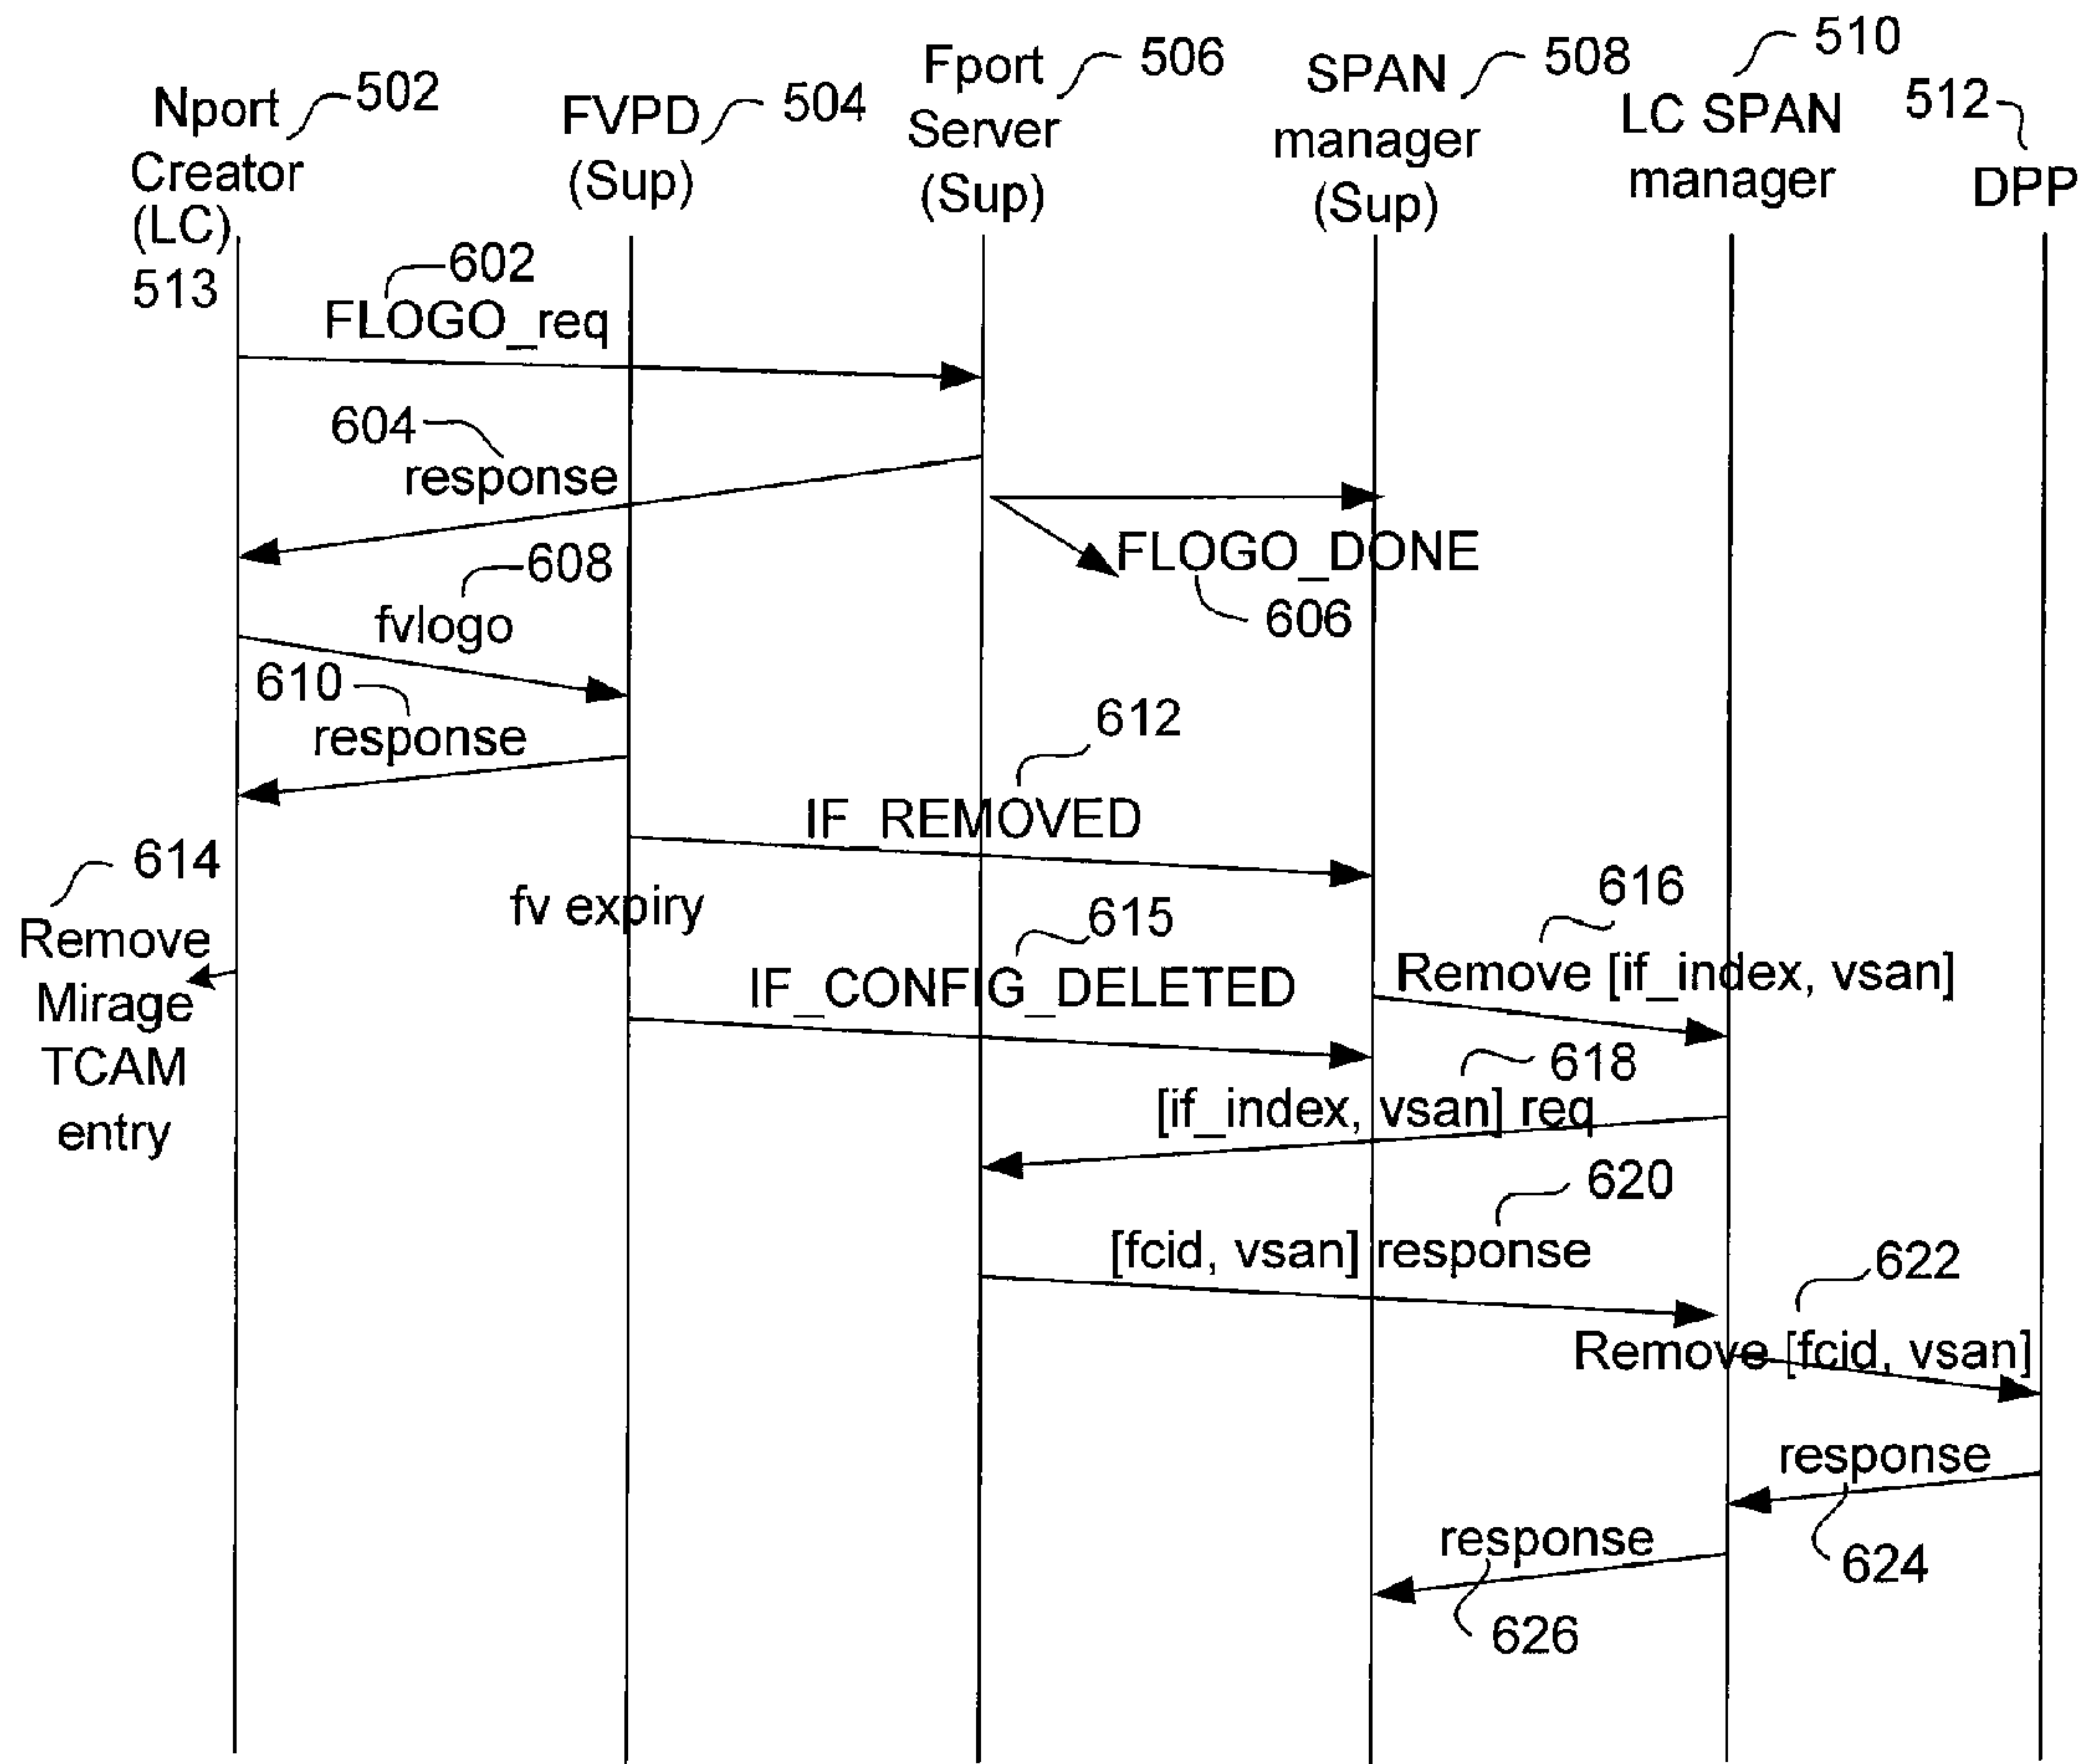 Nport
Creator
(LC)
513
502
FVPD
(Sup)
504
Fport
Server
(Sup)
506
SPAN
manager
(Sup)
508
510
LC SPAN
manager
512
DPP
602
FLOGO_req
604
response
FLOGO_DONE
606
608
fvlogo
610
response
612
IF_REMOVED
614
Remove
Mirage
TCAM
entry
fv expiry
615
IF_CONFIG_DELETED
616
Remove [if_index, vsan]
618
[if_index, vsan] req
620
[fcid, vsan] response
622
Remove [fcid, vsan]
response
624
response
626